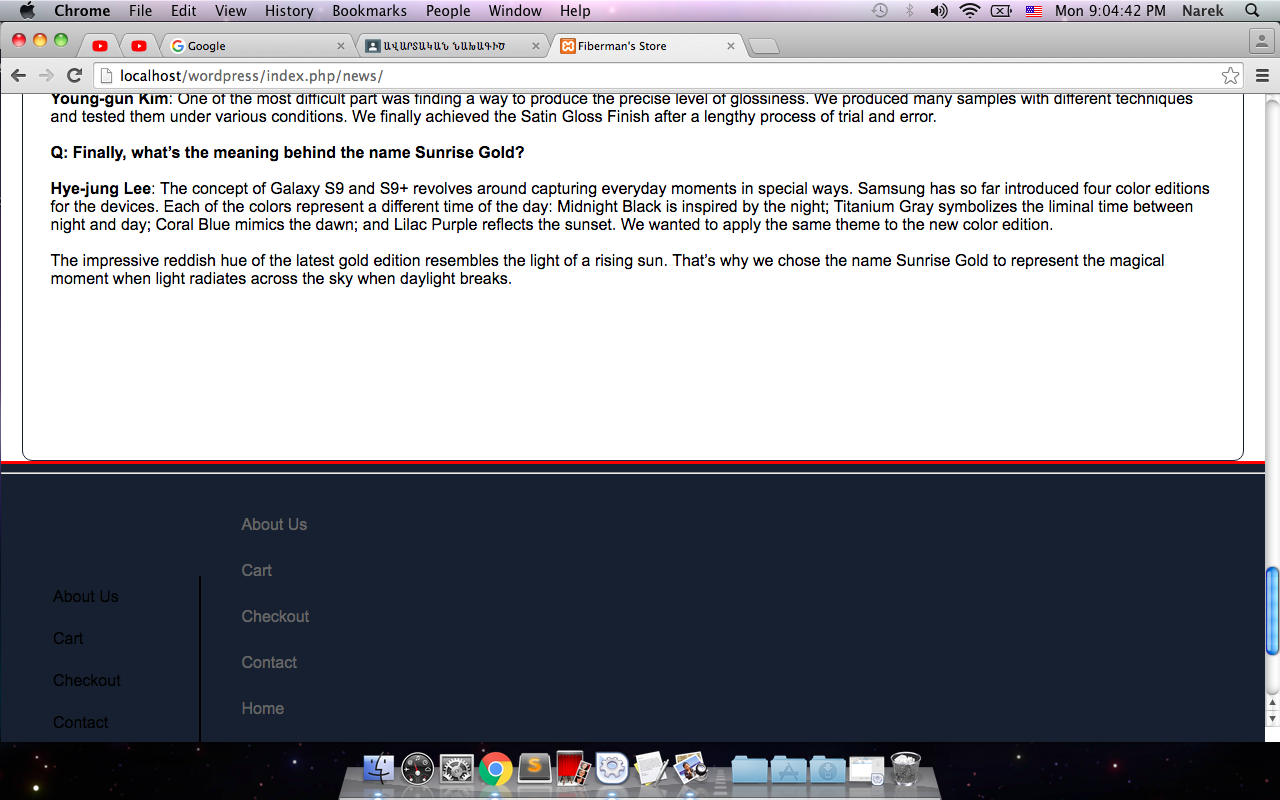 Chrome File Edit View History Bookmarks People Window Help Mon 9:04:42 PM Narek
Google ԱՎԱՐՏԱԿԱՆ ՆԱԽԱԳԻԾ Fiberman's Store
localhost/wordpress/index.php/news/
Young-gun Kim: One of the most difficult part was finding a way to produce the precise level of glossiness. We produced many samples with different techniques
and tested them under various conditions. We finally achieved the Satin Gloss Finish after a lengthy process of trial and error.
Q: Finally, what’s the meaning behind the name Sunrise Gold?
Hye-jung Lee: The concept of Galaxy S9 and S9+ revolves around capturing everyday moments in special ways. Samsung has so far introduced four color editions
for the devices. Each of the colors represent a different time of the day: Midnight Black is inspired by the night; Titanium Gray symbolizes the liminal time between
night and day; Coral Blue mimics the dawn; and Lilac Purple reflects the sunset. We wanted to apply the same theme to the new color edition.
The impressive reddish hue of the latest gold edition resembles the light of a rising sun. That’s why we chose the name Sunrise Gold to represent the magical
moment when light radiates across the sky when daylight breaks.
About Us
Cart
Checkout
Contact
Home
About Us
Cart
Checkout
Contact